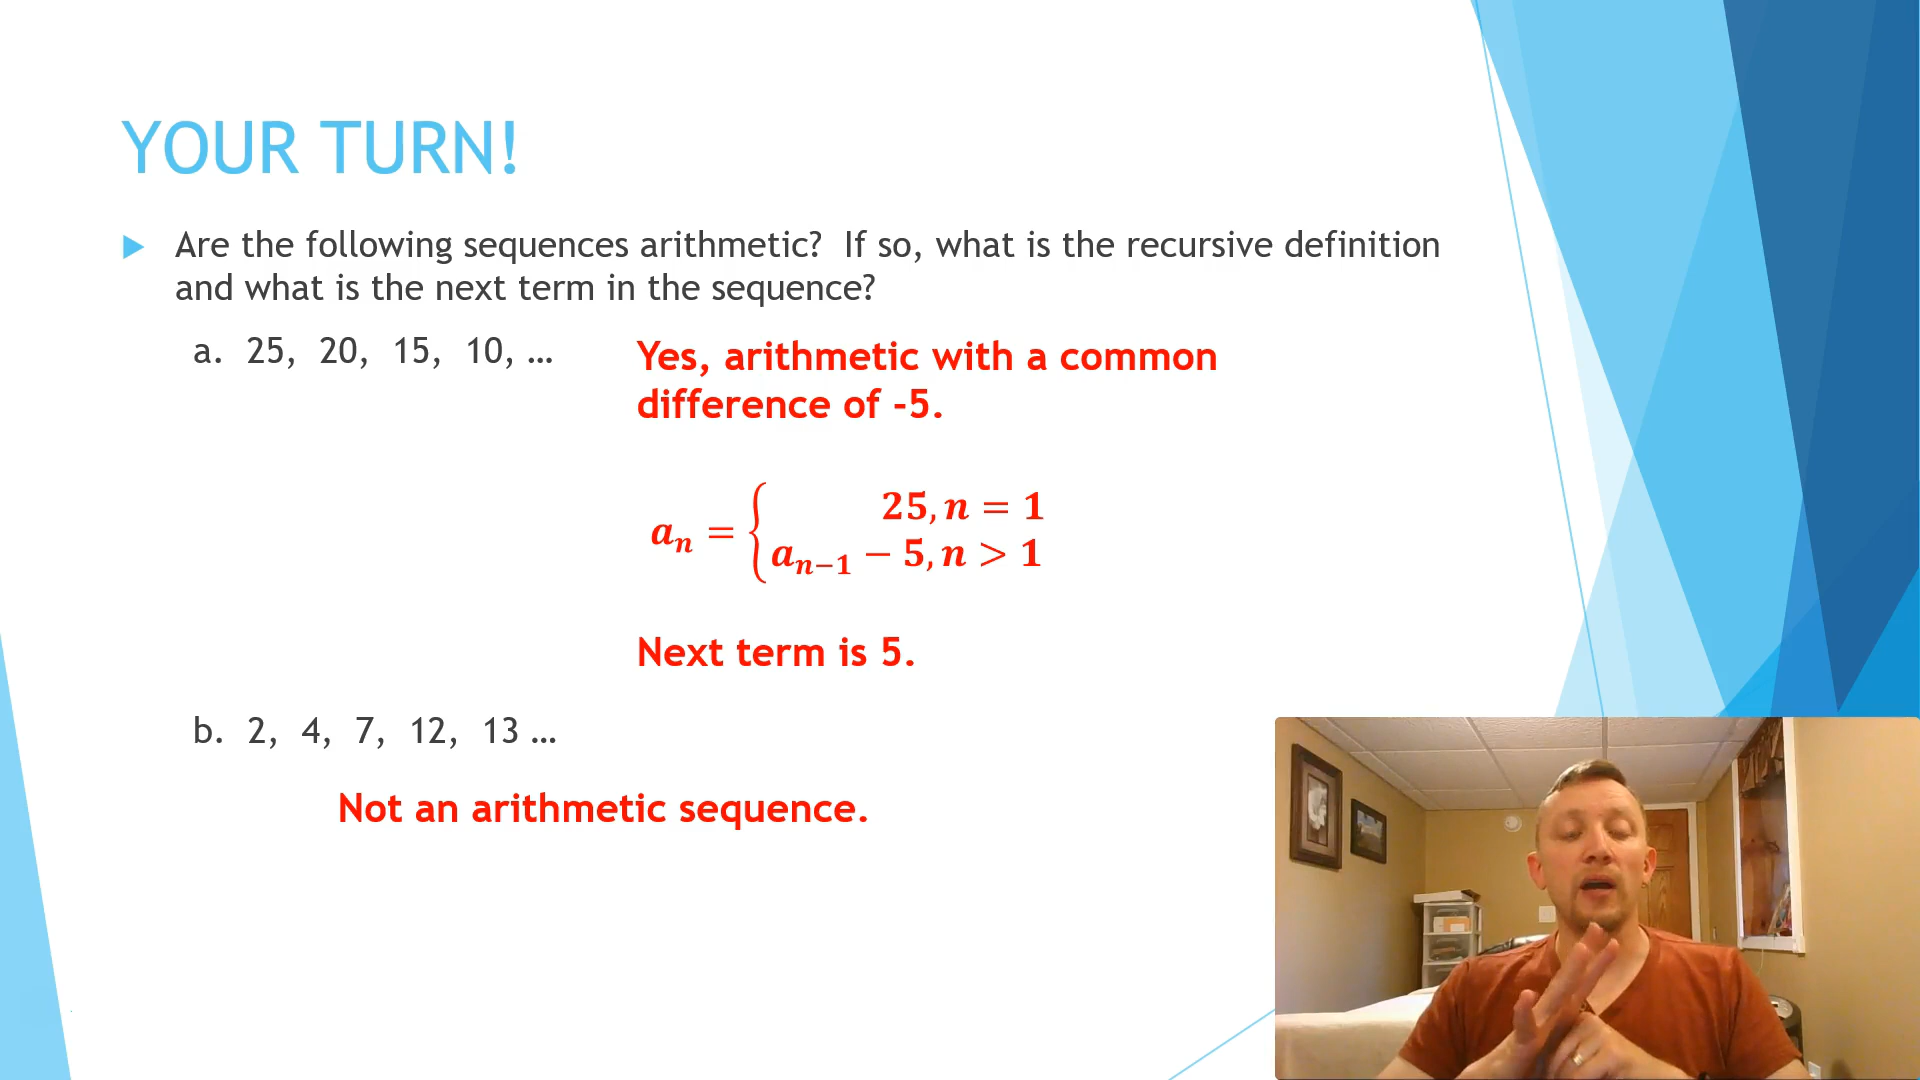 YOUR TURN!
Are the following sequences arithmetic? If so, what is the recursive definition
and what is the next term in the sequence?
a. 25, 20, 15, 10, …
Yes, arithmetic with a common
difference of -5.
aₙ = { 25, n = 1
aₙ₋₁ − 5, n > 1
Next term is 5.
b. 2, 4, 7, 12, 13 …
Not an arithmetic sequence.